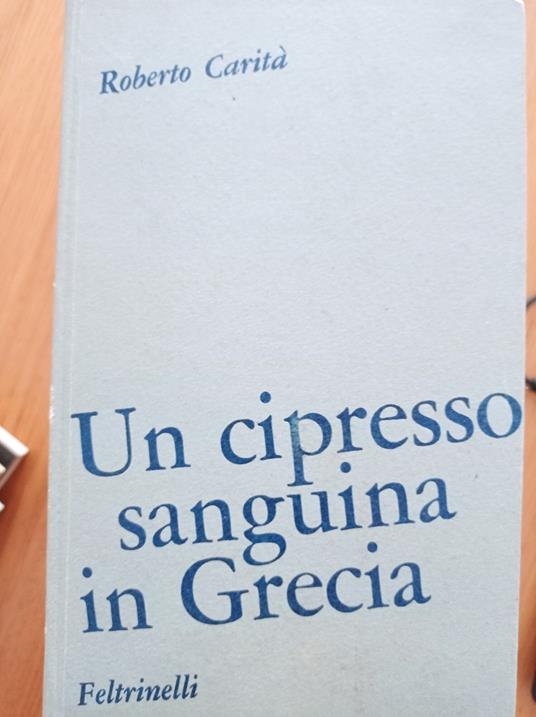 Roberto Carità
Un cipresso
sanguina
in Grecia
Feltrinelli